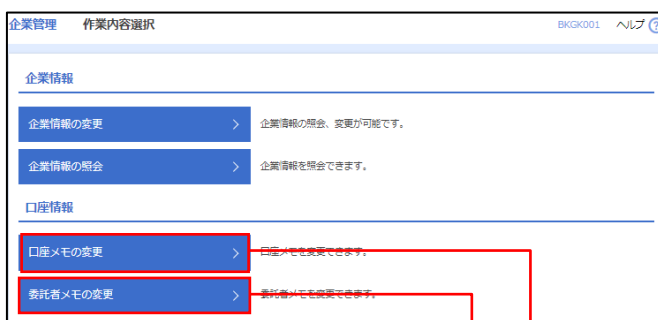 企業管理 作業内容選択 BKGK001 ヘルプ ?
企業情報
企業情報の変更 企業情報の照会、変更が可能です。
企業情報の照会 企業情報を照会できます。
口座情報
口座メモの変更 口座メモを変更できます。
委託者メモの変更 委託者メモを変更できます。